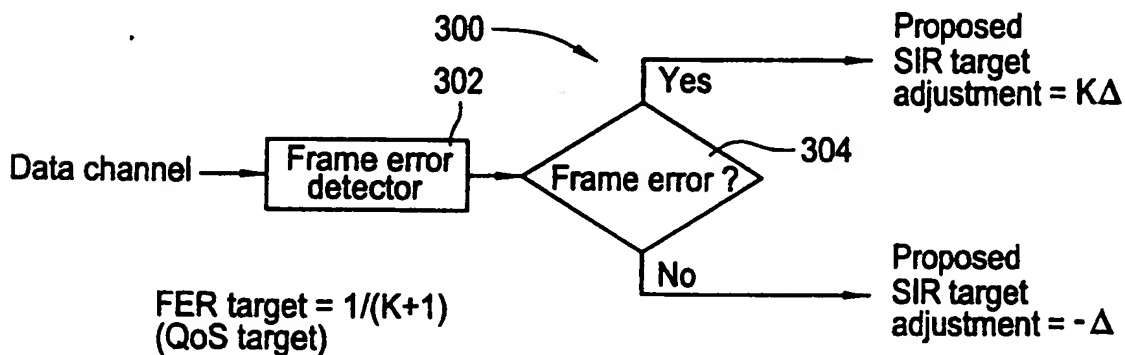 300
302
Data channel
Frame error
detector
Frame error ?
304
Yes
Proposed
SIR target
adjustment = KΔ
No
Proposed
SIR target
adjustment = -Δ
FER target = 1/(K+1)
(QoS target)